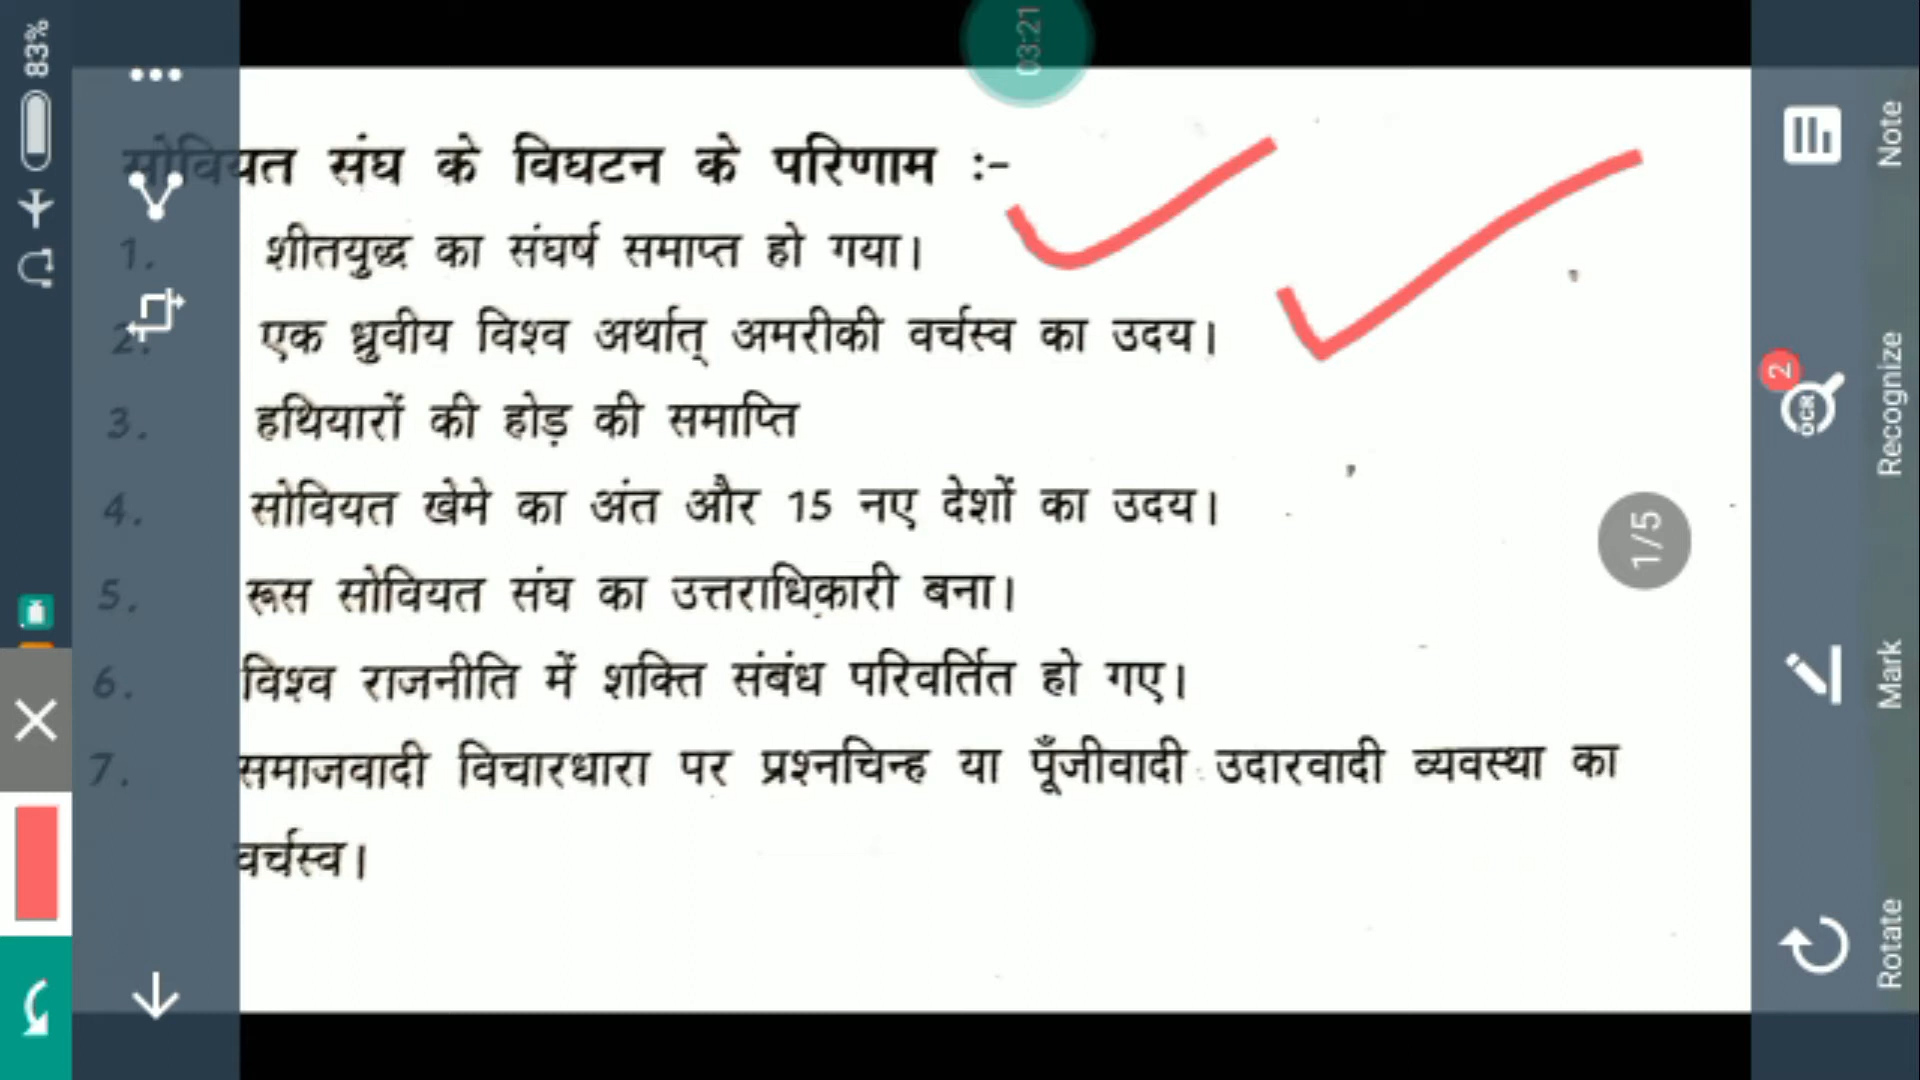 83%
03:21
सोवियत संघ के विघटन के परिणाम :-
1. शीतयुद्ध का संघर्ष समाप्त हो गया।
2. एक ध्रुवीय विश्व अर्थात् अमरीकी वर्चस्व का उदय।
3. हथियारों की होड़ की समाप्ति
4. सोवियत खेमे का अंत और 15 नए देशों का उदय।
5. रूस सोवियत संघ का उत्तराधिकारी बना।
6. विश्व राजनीति में शक्ति संबंध परिवर्तित हो गए।
7. समाजवादी विचारधारा पर प्रश्नचिन्ह या पूँजीवादी उदारवादी व्यवस्था का
वर्चस्व।
1/5
Note
2
OCR
Recognize
Mark
Rotate